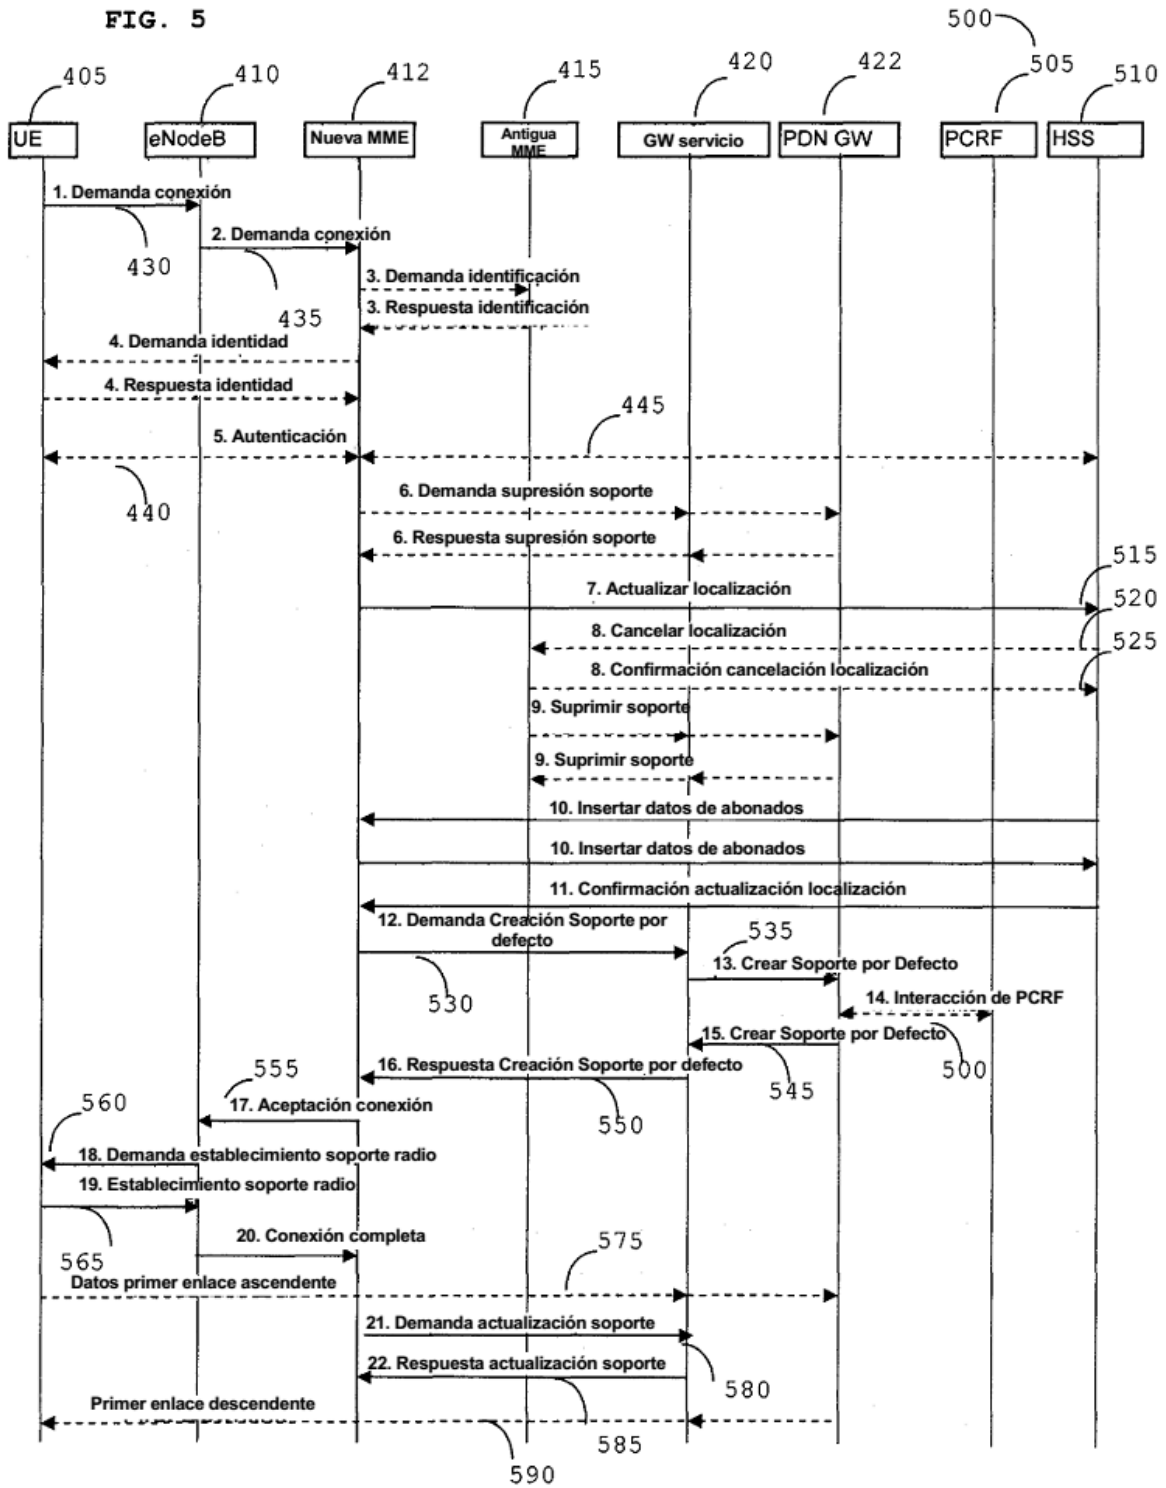 FIG. 5
500
405
410
412
415
420
422
505
510
UE
eNodeB
Nueva MME
Antigua
MME
GW servicio
PDN GW
PCRF
HSS
1. Demanda conexión
430
2. Demanda conexión
435
3. Demanda identificación
3. Respuesta identificación
4. Demanda identidad
4. Respuesta identidad
445
5. Autenticación
440
6. Demanda supresión soporte
6. Respuesta supresión soporte
515
7. Actualizar localización
520
8. Cancelar localización
525
8. Confirmación cancelación localización
9. Suprimir soporte
9. Suprimir soporte
10. Insertar datos de abonados
10. Insertar datos de abonados
11. Confirmación actualización localización
12. Demanda Creación Soporte por
defecto
530
535
13. Crear Soporte por Defecto
14. Interacción de PCRF
500
15. Crear Soporte por Defecto
545
16. Respuesta Creación Soporte por defecto
550
555
17. Aceptación conexión
560
18. Demanda establecimiento soporte radio
19. Establecimiento soporte radio
565
20. Conexión completa
575
Datos primer enlace ascendente
21. Demanda actualización soporte
580
22. Respuesta actualización soporte
585
Primer enlace descendente
590